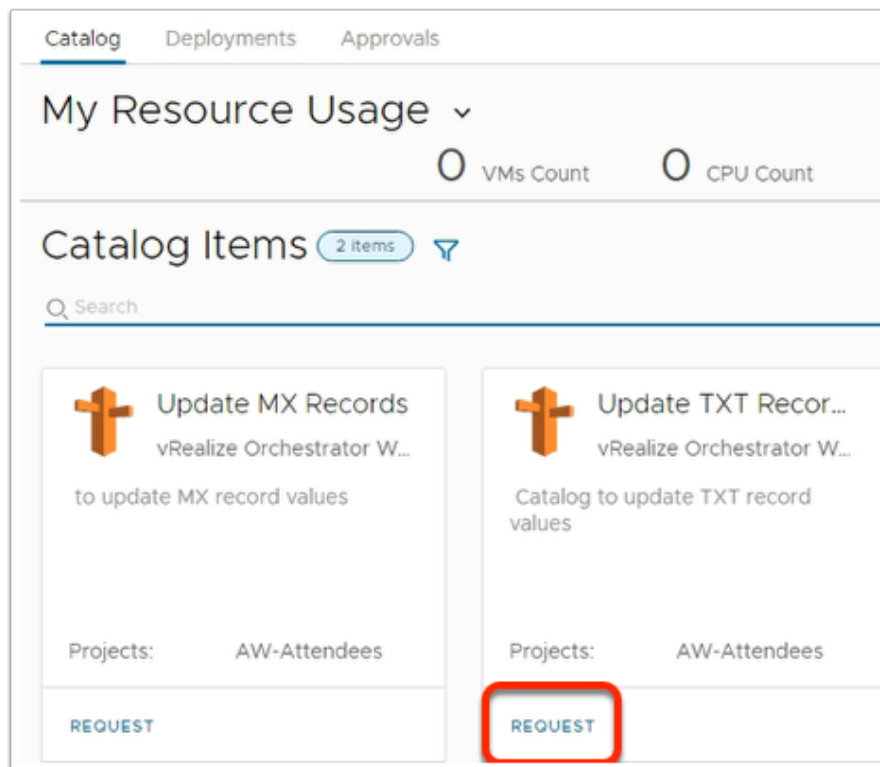 Catalog Deployments Approvals
My Resource Usage
0 VMs Count 0 CPU Count
Catalog Items 2 items
Search
Update MX Records
vRealize Orchestrator W...
to update MX record values
Projects: AW-Attendees
REQUEST
Update TXT Recor...
vRealize Orchestrator W...
Catalog to update TXT record
values
Projects: AW-Attendees
REQUEST